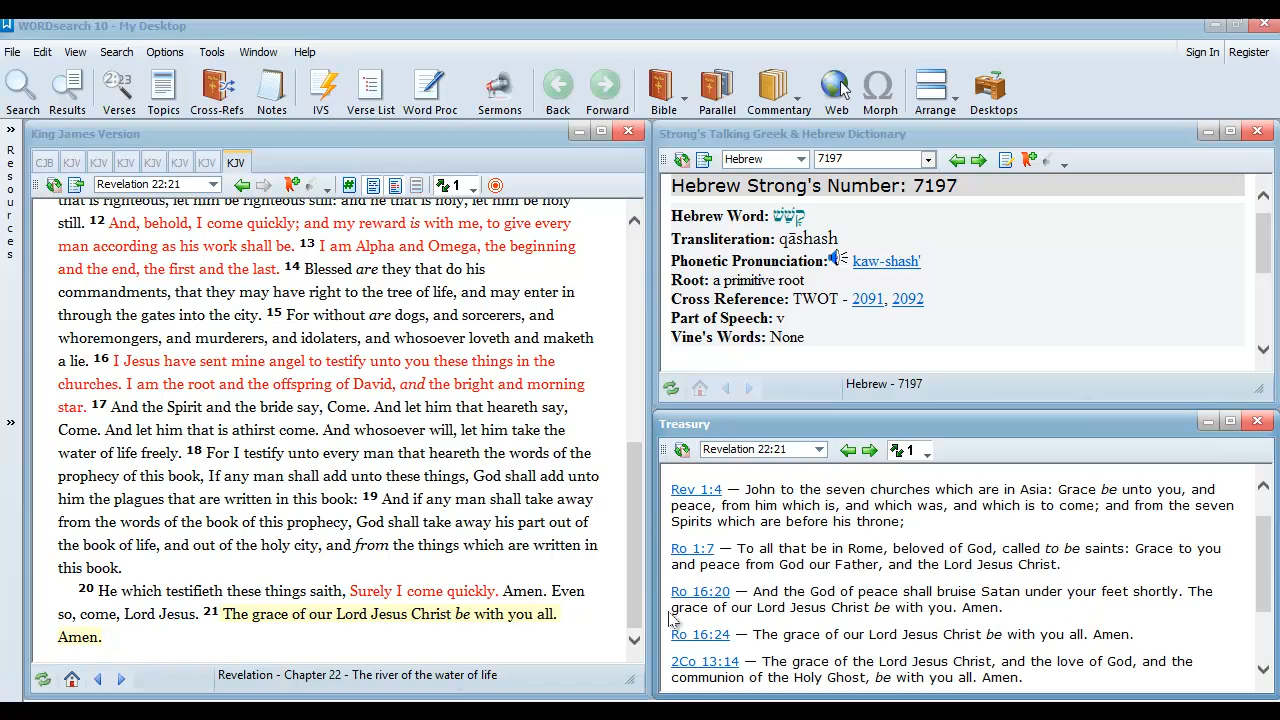 WORDsearch 10 - My Desktop
File Edit View Search Options Tools Window Help Sign In Register
Search Results Verses Topics Cross-Refs Notes IVS Verse List Word Proc Sermons Back Forward Bible Parallel Commentary Web Morph Arrange Desktops
»
Resources
»
King James Version
CJB KJV KJV KJV KJV KJV KJV KJV
Revelation 22:21 1
that is righteous, let him be righteous still: and he that is holy, let him be holy
still. 12 And, behold, I come quickly; and my reward is with me, to give every
man according as his work shall be. 13 I am Alpha and Omega, the beginning
and the end, the first and the last. 14 Blessed are they that do his
commandments, that they may have right to the tree of life, and may enter in
through the gates into the city. 15 For without are dogs, and sorcerers, and
whoremongers, and murderers, and idolaters, and whosoever loveth and maketh
a lie. 16 I Jesus have sent mine angel to testify unto you these things in the
churches. I am the root and the offspring of David, and the bright and morning
star. 17 And the Spirit and the bride say, Come. And let him that heareth say,
Come. And let him that is athirst come. And whosoever will, let him take the
water of life freely. 18 For I testify unto every man that heareth the words of the
prophecy of this book, If any man shall add unto these things, God shall add unto
him the plagues that are written in this book: 19 And if any man shall take away
from the words of the book of this prophecy, God shall take away his part out of
the book of life, and out of the holy city, and from the things which are written in
this book.
20 He which testifieth these things saith, Surely I come quickly. Amen. Even
so, come, Lord Jesus. 21 The grace of our Lord Jesus Christ be with you all.
Amen.
Revelation - Chapter 22 - The river of the water of life
Strong's Talking Greek & Hebrew Dictionary
Hebrew 7197
Hebrew Strong's Number: 7197
Hebrew Word: קָשַׁשׁ
Transliteration: qāshash
Phonetic Pronunciation: kaw-shash'
Root: a primitive root
Cross Reference: TWOT - 2091, 2092
Part of Speech: v
Vine's Words: None
Hebrew - 7197
Treasury
Revelation 22:21 1
Rev 1:4 — John to the seven churches which are in Asia: Grace be unto you, and
peace, from him which is, and which was, and which is to come; and from the seven
Spirits which are before his throne;
Ro 1:7 — To all that be in Rome, beloved of God, called to be saints: Grace to you
and peace from God our Father, and the Lord Jesus Christ.
Ro 16:20 — And the God of peace shall bruise Satan under your feet shortly. The
grace of our Lord Jesus Christ be with you. Amen.
Ro 16:24 — The grace of our Lord Jesus Christ be with you all. Amen.
2Co 13:14 — The grace of the Lord Jesus Christ, and the love of God, and the
communion of the Holy Ghost, be with you all. Amen.